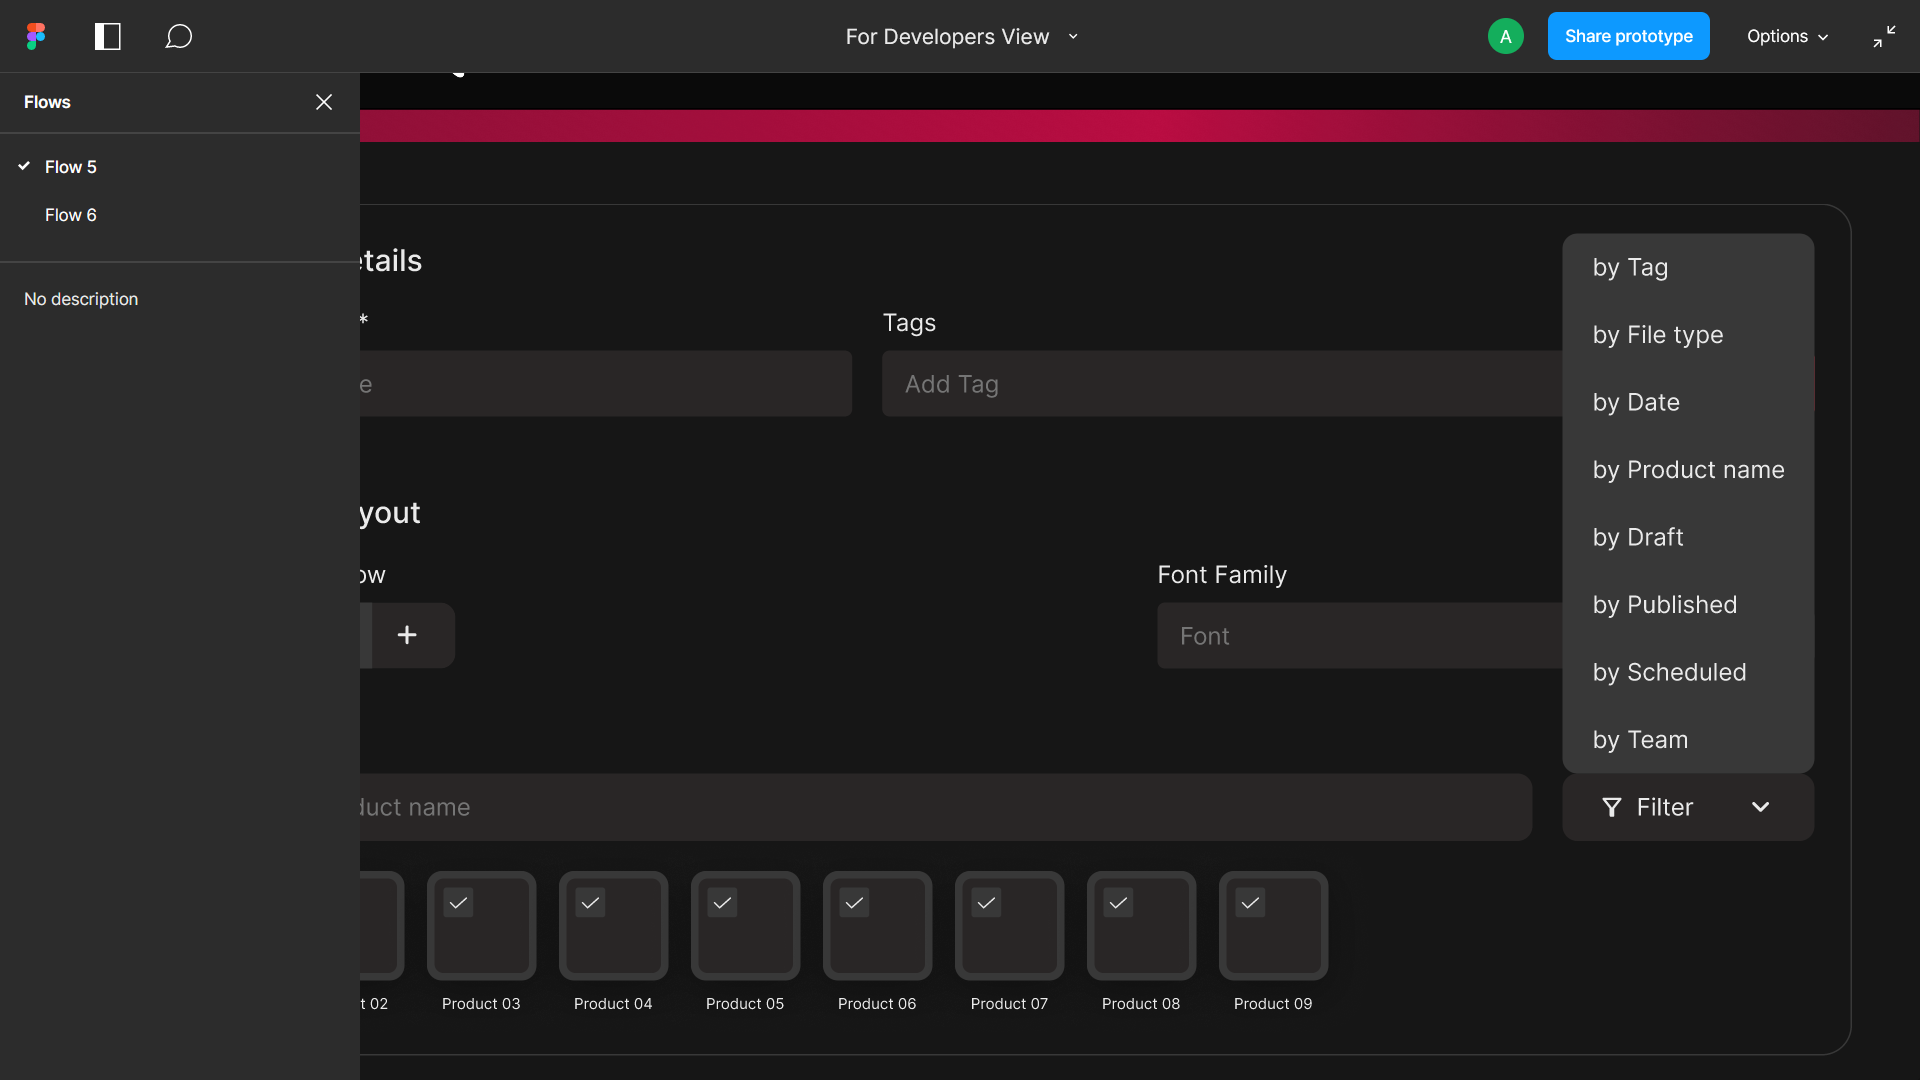 For Developers View
A
Share prototype
Options
Flows
Flow 5
Flow 6
No description
etails
*
Tags
e
Add Tag
yout
ow
Font Family
+
Font
by Tag
by File type
by Date
by Product name
by Draft
by Published
by Scheduled
by Team
duct name
Filter
t 02
Product 03
Product 04
Product 05
Product 06
Product 07
Product 08
Product 09